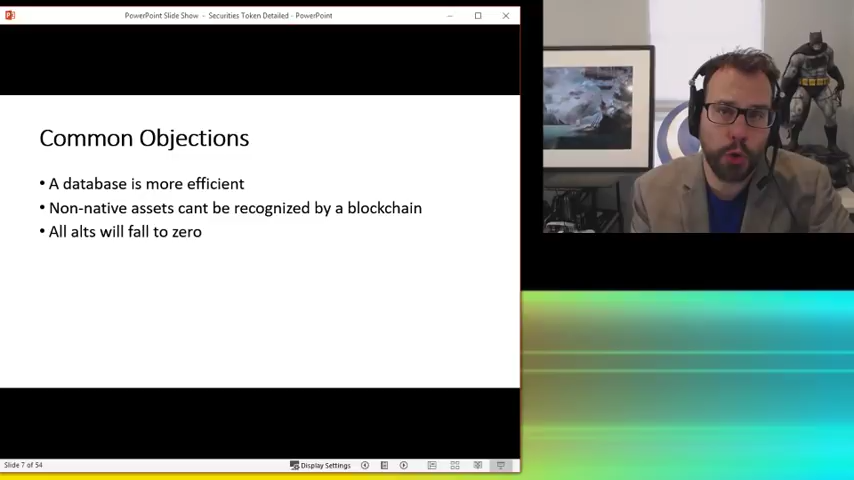 PowerPoint Slide Show - Securities Token Detailed - PowerPoint
Common Objections
• A database is more efficient
• Non-native assets cant be recognized by a blockchain
• All alts will fall to zero
Slide 7 of 54
Display Settings